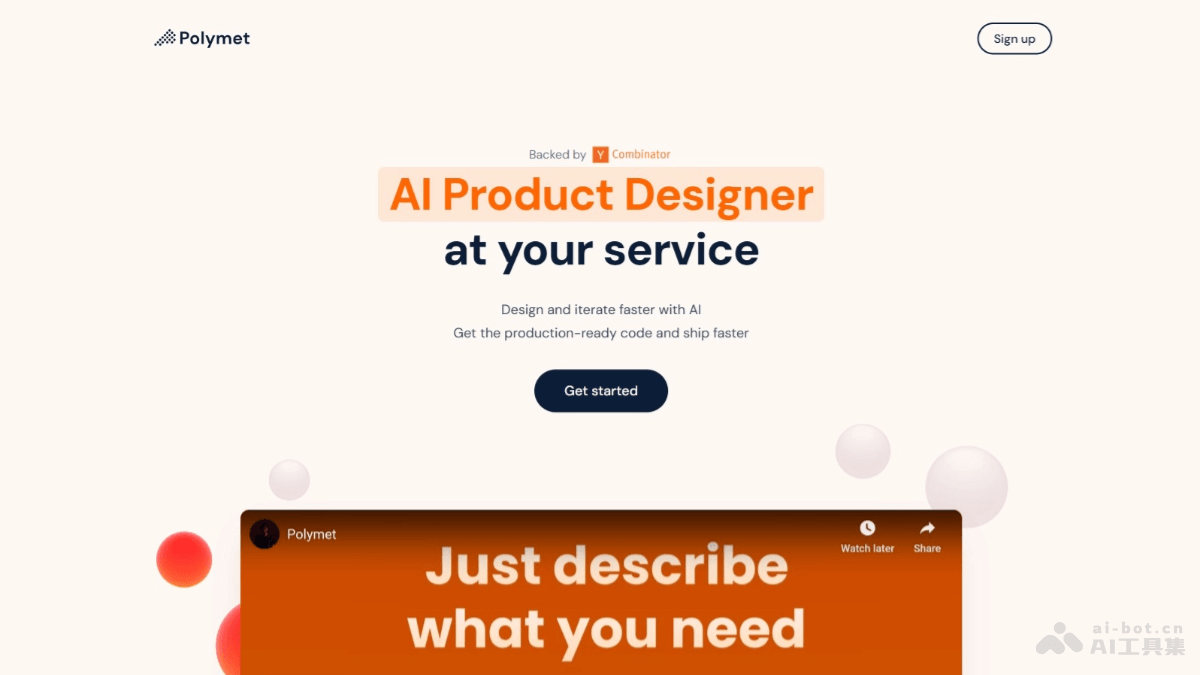 Polymet
Sign up
Backed by Y Combinator
AI Product Designer
at your service
Design and iterate faster with AI
Get the production-ready code and ship faster
Get started
Polymet
Watch later
Share
Just describe
what you need
ai-bot.cn
AI工具集